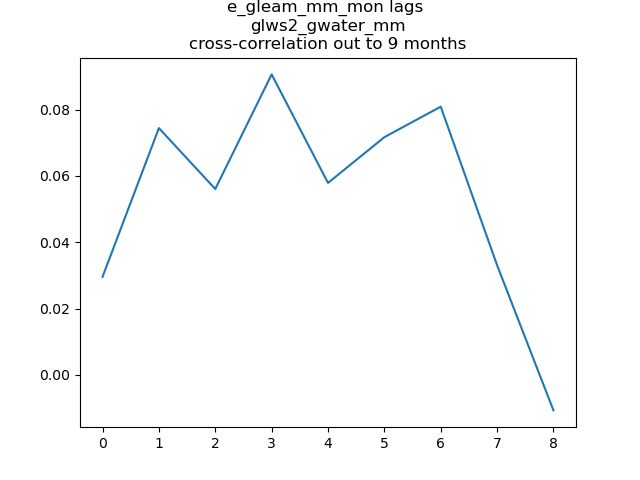 e_gleam_mm_mon lags
glws2_gwater_mm
cross-correlation out to 9 months
0.08
0.06
0.04
0.02
0.00
0 1 2 3 4 5 6 7 8